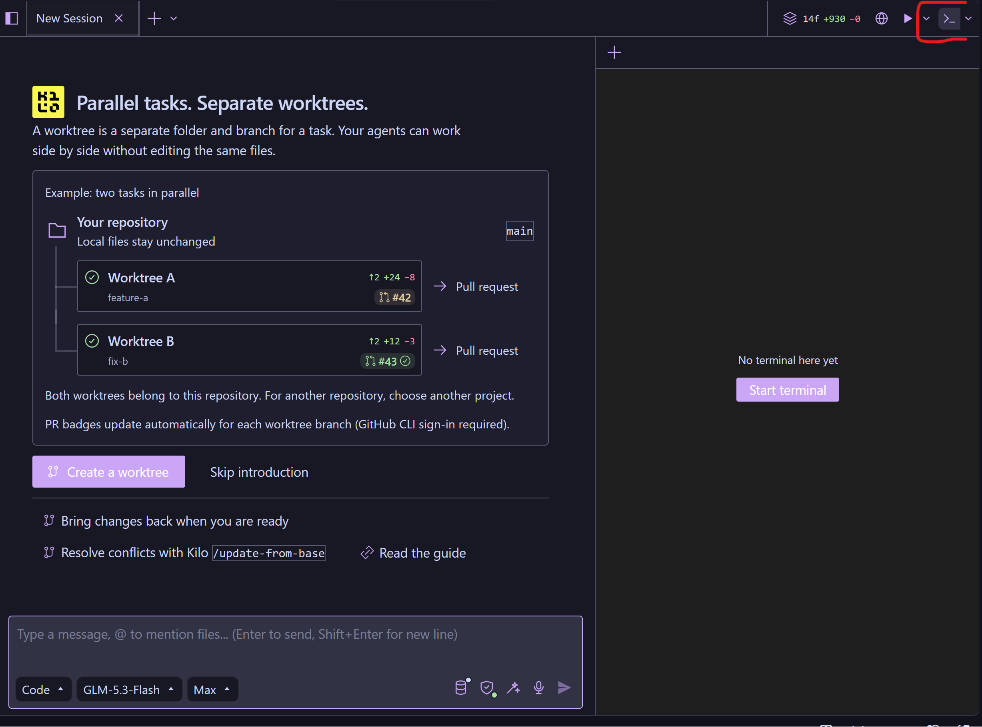 New Session
14f +930 -0
Kilo
Parallel tasks. Separate worktrees.
A worktree is a separate folder and branch for a task. Your agents can work
side by side without editing the same files.
Example: two tasks in parallel
Your repository
Local files stay unchanged
main
Worktree A
↑2 +24 −8
feature-a
#42
Pull request
Worktree B
↑2 +12 −3
fix-b
#43
Pull request
Both worktrees belong to this repository. For another repository, choose another project.
PR badges update automatically for each worktree branch (GitHub CLI sign-in required).
Create a worktree
Skip introduction
Bring changes back when you are ready
Resolve conflicts with Kilo /update-from-base
Read the guide
No terminal here yet
Start terminal
Type a message, @ to mention files... (Enter to send, Shift+Enter for new line)
Code
GLM-5.3-Flash
Max